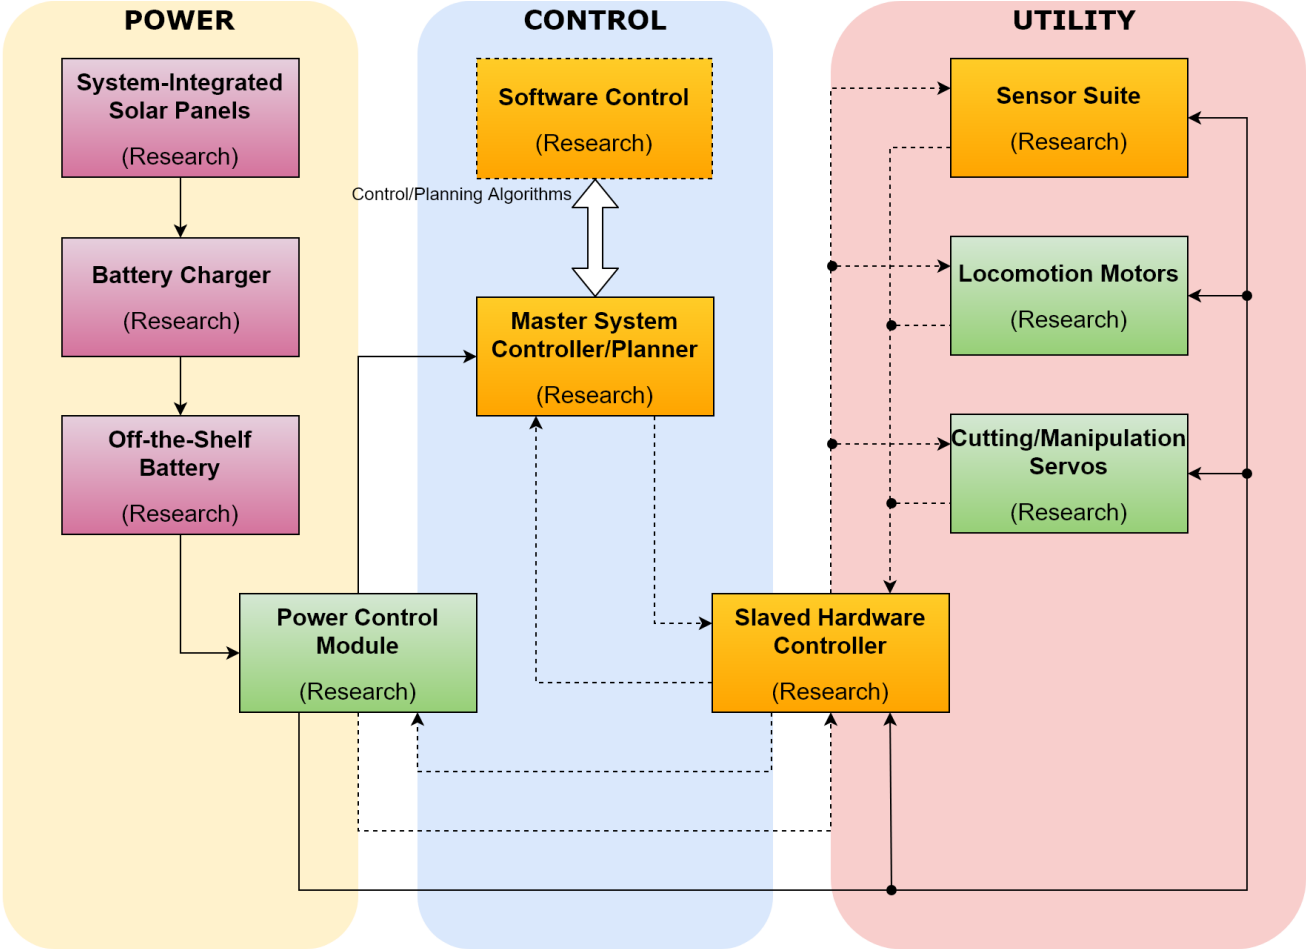 POWER
CONTROL
UTILITY
System-Integrated
Solar Panels
(Research)
Battery Charger
(Research)
Off-the-Shelf
Battery
(Research)
Power Control
Module
(Research)
Software Control
(Research)
Control/Planning Algorithms
Master System
Controller/Planner
(Research)
Slaved Hardware
Controller
(Research)
Sensor Suite
(Research)
Locomotion Motors
(Research)
Cutting/Manipulation
Servos
(Research)